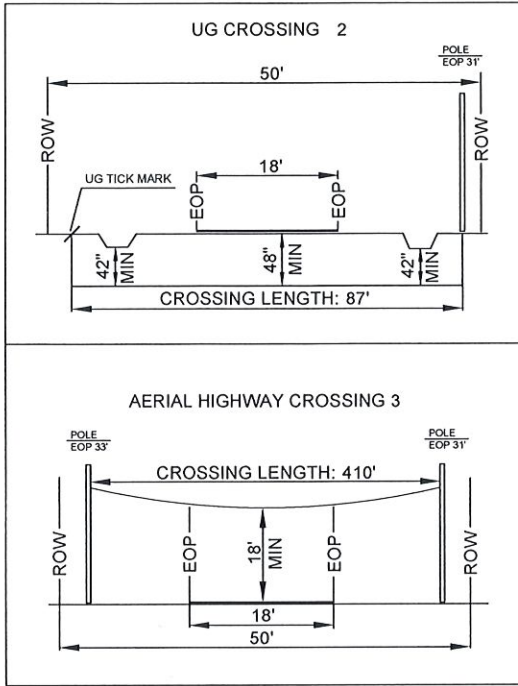 UG CROSSING 2
POLE
EOP 31'
50'
ROW
ROW
UG TICK MARK
18'
EOP
EOP
42"
MIN
48"
MIN
42"
MIN
CROSSING LENGTH: 87'
AERIAL HIGHWAY CROSSING 3
POLE
EOP 33'
POLE
EOP 31'
CROSSING LENGTH: 410'
ROW
EOP
18'
MIN
EOP
ROW
18'
50'